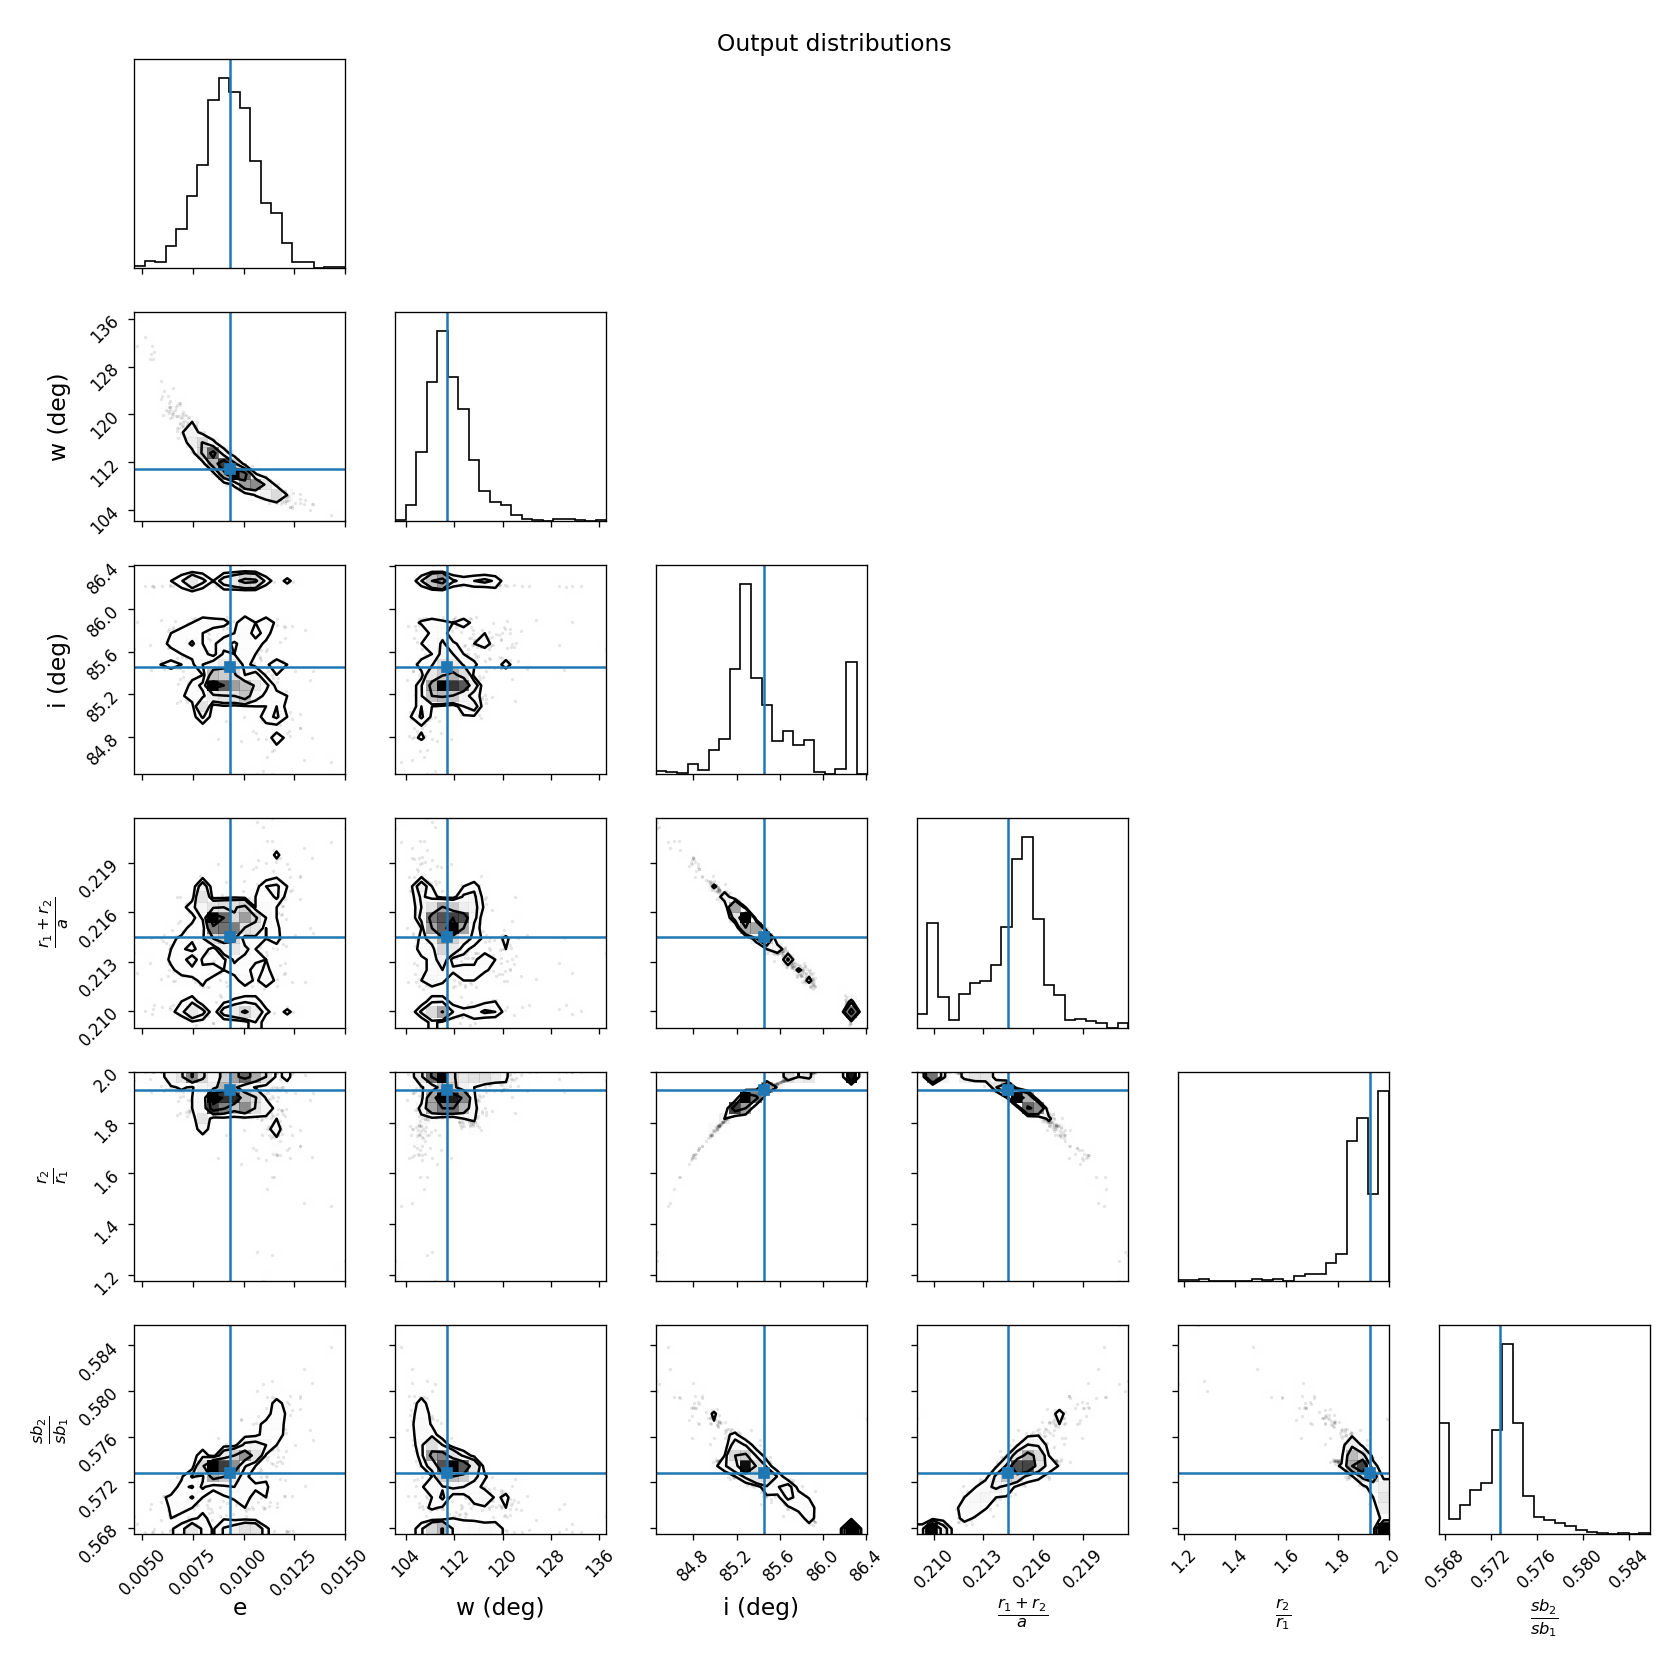 Output distributions
w (deg)
136
128
120
112
104
i (deg)
86.4
86.0
85.6
85.2
84.8
r₁ + r₂
a
0.219
0.216
0.213
0.210
r₂
r₁
2.0
1.8
1.6
1.4
1.2
sb₂
sb₁
0.584
0.580
0.576
0.572
0.568
0.0050 0.0075 0.0100 0.0125 0.0150 104 112 120 128 136 84.8 85.2 85.6 86.0 86.4 0.210 0.213 0.216 0.219 1.2 1.4 1.6 1.8 2.0 0.568 0.572 0.576 0.580 0.584
e w (deg) i (deg) r₁ + r₂ r₂ sb₂
a r₁ sb₁